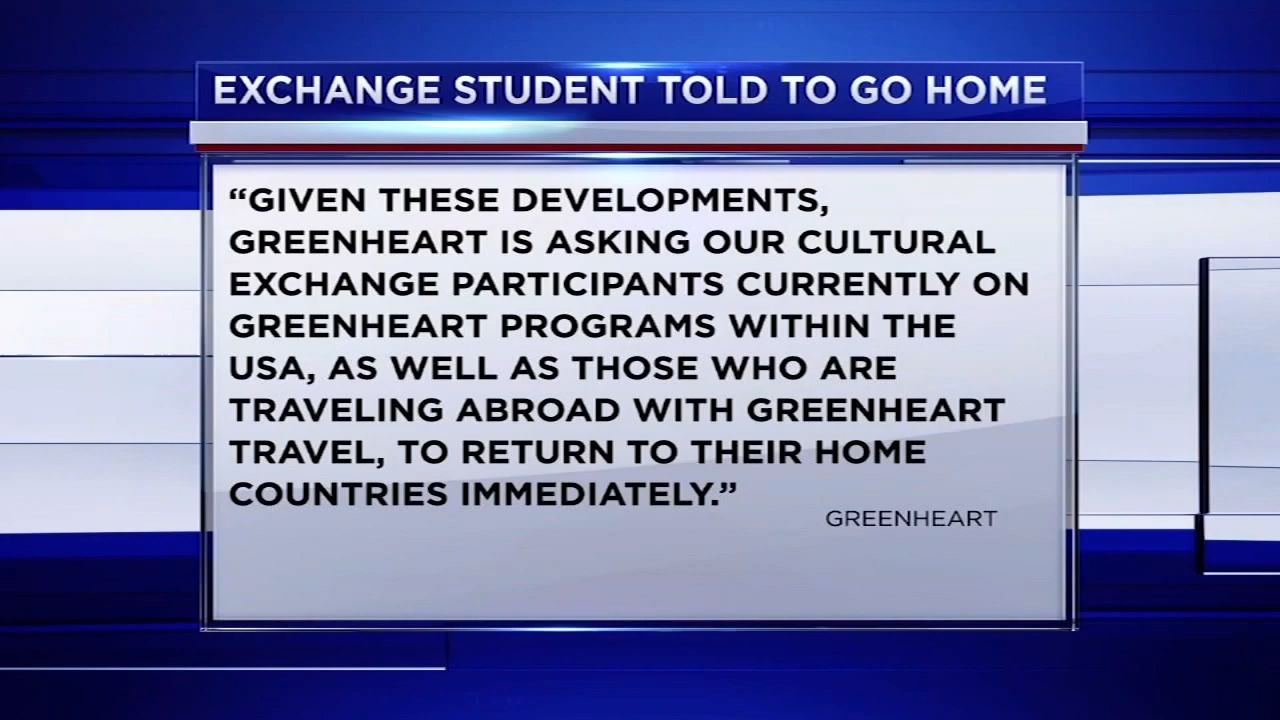 EXCHANGE STUDENT TOLD TO GO HOME
“GIVEN THESE DEVELOPMENTS,
GREENHEART IS ASKING OUR CULTURAL
EXCHANGE PARTICIPANTS CURRENTLY ON
GREENHEART PROGRAMS WITHIN THE
USA, AS WELL AS THOSE WHO ARE
TRAVELING ABROAD WITH GREENHEART
TRAVEL, TO RETURN TO THEIR HOME
COUNTRIES IMMEDIATELY.”
GREENHEART